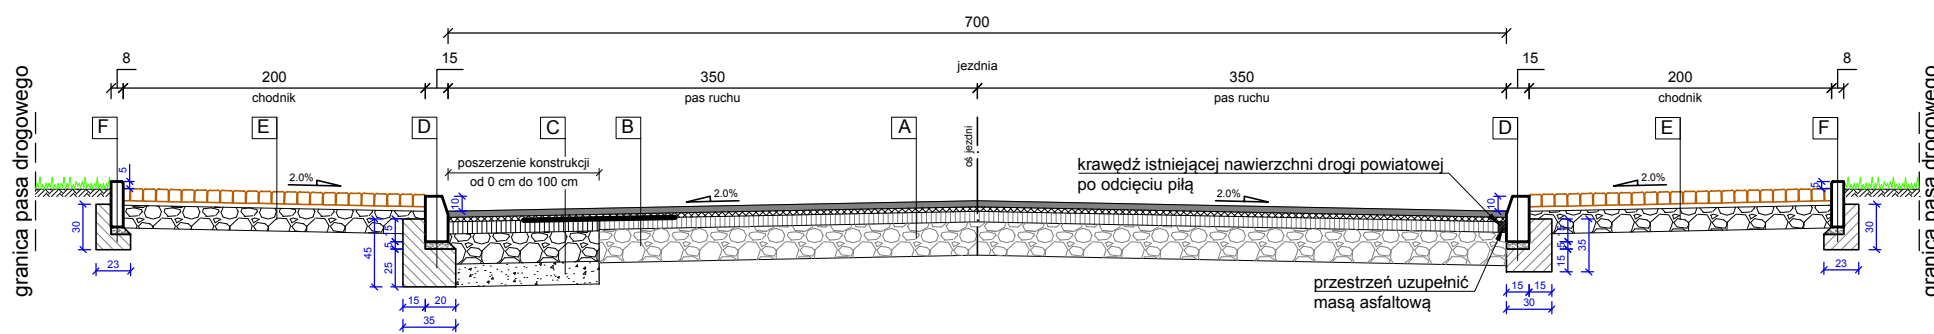 700
8
200
15
350
jezdnia
350
15
200
8
chodnik
pas ruchu
pas ruchu
chodnik
granica pasa drogowego
F
E
D
C
B
A
oś jezdni
D
E
F
granica pasa drogowego
poszerzenie konstrukcji
od 0 cm do 100 cm
krawędź istniejącej nawierzchni drogi powiatowej
po odcięciu piłą
2.0%
2.0%
2.0%
2.0%
5
10
10
5
30
45
15
5
25
15
5
15
35
30
23
15
20
35
przestrzeń uzupełnić
masą asfaltową
15
15
30
23